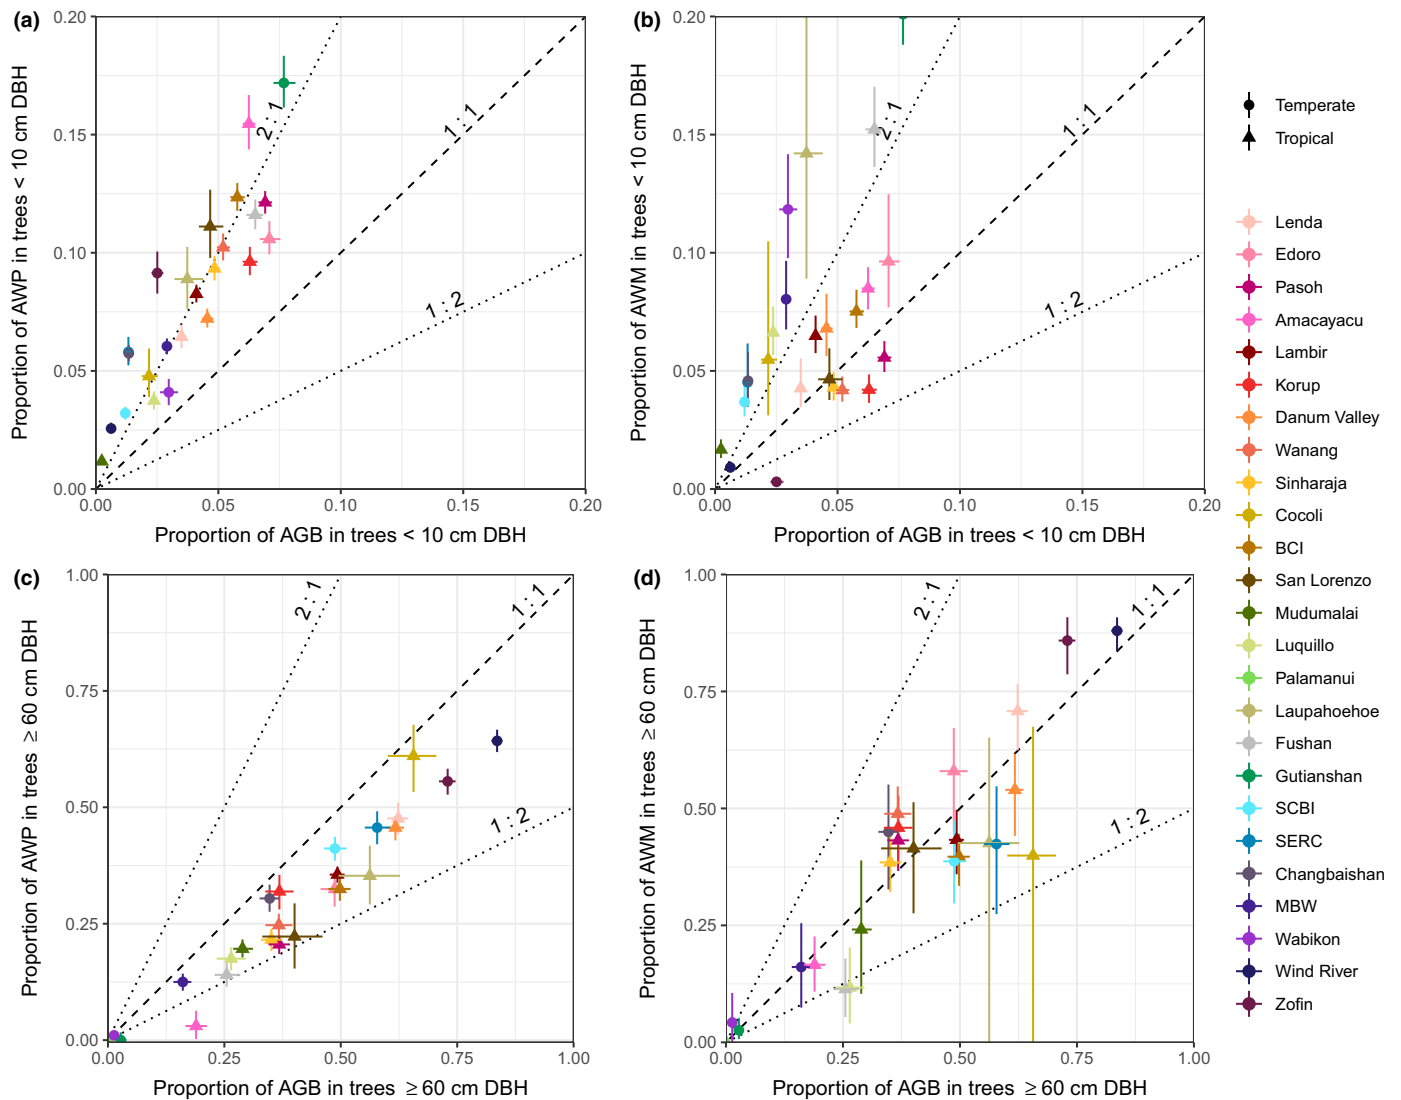 (a)
0.20
0.15
0.10
0.05
0.00
Proportion of AWP in trees < 10 cm DBH
2 : 1
1 : 1
1 : 2
0.00 0.05 0.10 0.15 0.20
Proportion of AGB in trees < 10 cm DBH
(b)
0.20
0.15
0.10
0.05
0.00
Proportion of AWM in trees < 10 cm DBH
2 : 1
1 : 1
1 : 2
0.00 0.05 0.10 0.15 0.20
Proportion of AGB in trees < 10 cm DBH
(c)
1.00
0.75
0.50
0.25
0.00
Proportion of AWP in trees ≥ 60 cm DBH
2 : 1
1 : 1
1 : 2
0.00 0.25 0.50 0.75 1.00
Proportion of AGB in trees ≥ 60 cm DBH
(d)
1.00
0.75
0.50
0.25
0.00
Proportion of AWM in trees ≥ 60 cm DBH
2 : 1
1 : 1
1 : 2
0.00 0.25 0.50 0.75 1.00
Proportion of AGB in trees ≥ 60 cm DBH
Temperate
Tropical
Lenda
Edoro
Pasoh
Amacayacu
Lambir
Korup
Danum Valley
Wanang
Sinharaja
Cocoli
BCI
San Lorenzo
Mudumalai
Luquillo
Palamanui
Laupahoehoe
Fushan
Gutianshan
SCBI
SERC
Changbaishan
MBW
Wabikon
Wind River
Zofin